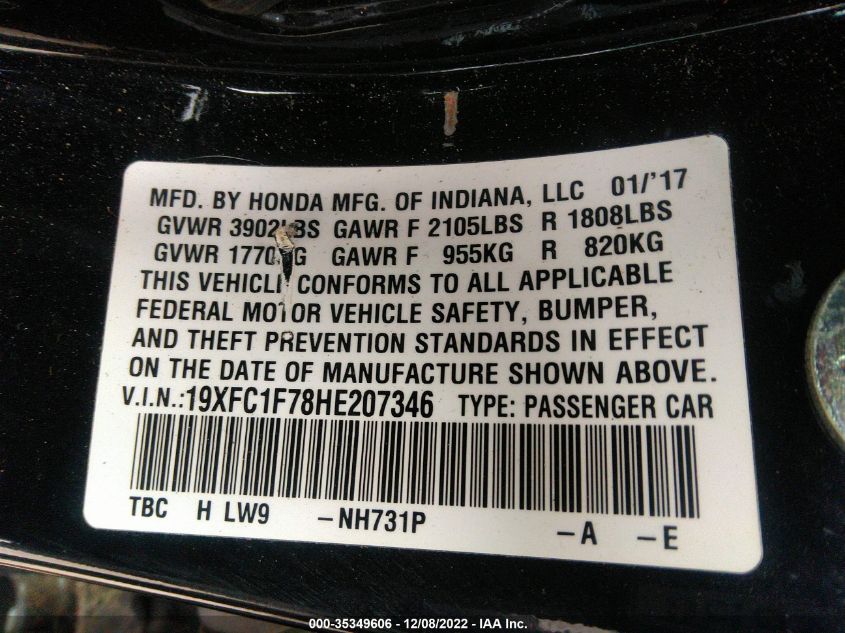 MFD. BY HONDA MFG. OF INDIANA, LLC 01/'17
GVWR 3902LBS GAWR F 2105LBS R 1808LBS
GVWR 1770KG GAWR F 955KG R 820KG
THIS VEHICLE CONFORMS TO ALL APPLICABLE
FEDERAL MOTOR VEHICLE SAFETY, BUMPER,
AND THEFT PREVENTION STANDARDS IN EFFECT
ON THE DATE OF MANUFACTURE SHOWN ABOVE.
V.I.N.:19XFC1F78HE207346 TYPE: PASSENGER CAR
TBC H LW9 -NH731P -A -E
000-35349606 - 12/08/2022 - IAA Inc.